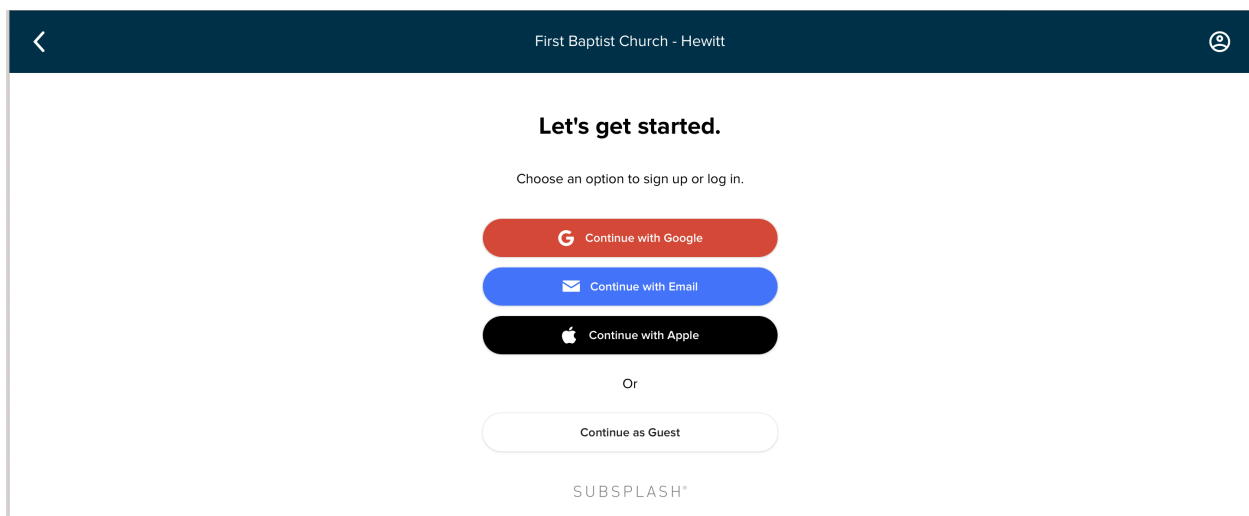 First Baptist Church - Hewitt
Let's get started.
Choose an option to sign up or log in.
Continue with Google
Continue with Email
Continue with Apple
Or
Continue as Guest
SUBSPLASH®